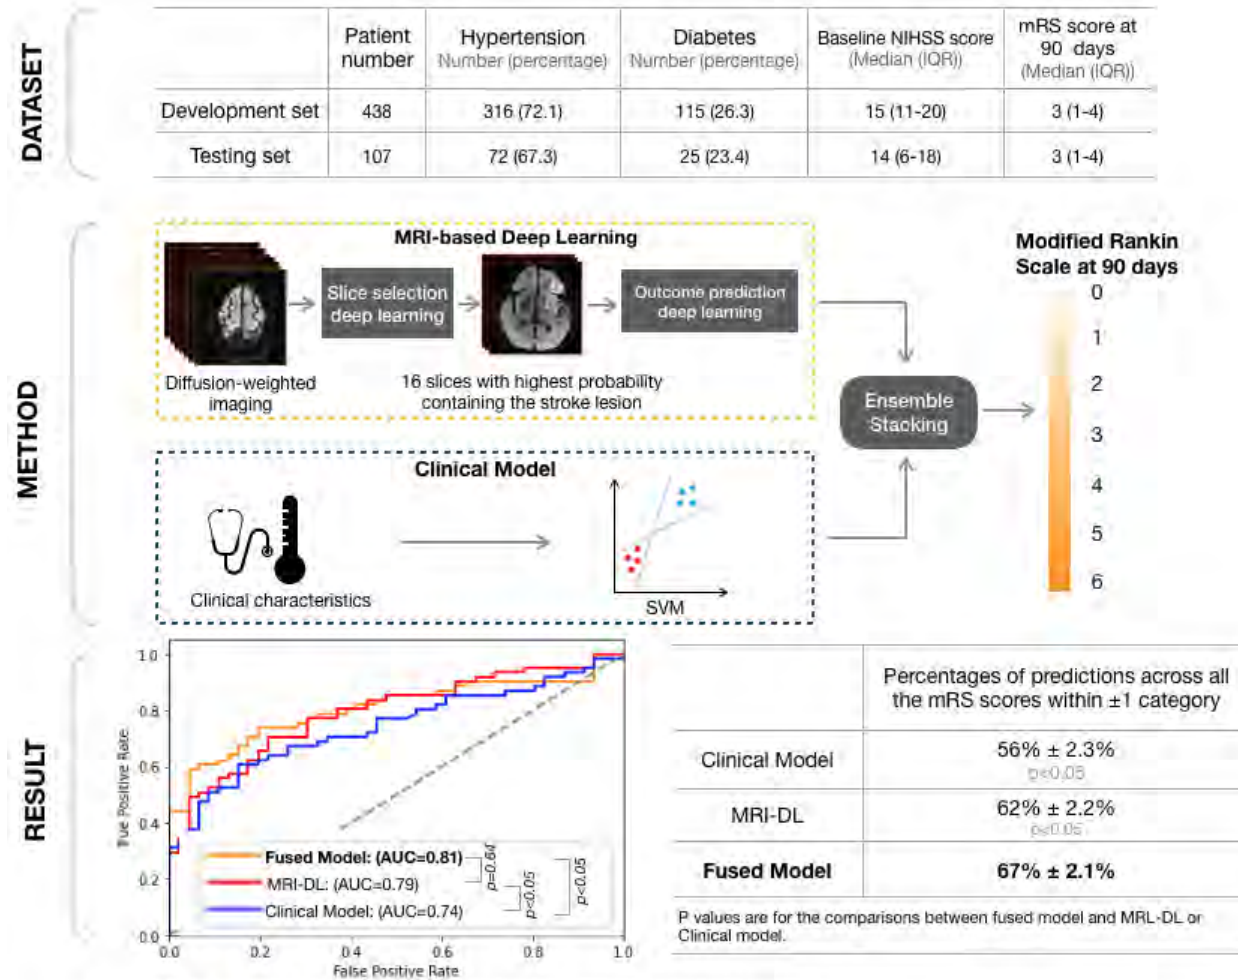 DATASET
Patient number
Hypertension
Number (percentage)
Diabetes
Number (percentage)
Baseline NIHSS score
(Median (IQR))
mRS score at 90 days
(Median (IQR))
Development set 438 316 (72.1) 115 (26.3) 15 (11-20) 3 (1-4)
Testing set 107 72 (67.3) 25 (23.4) 14 (6-18) 3 (1-4)
METHOD
MRI-based Deep Learning
Slice selection
deep learning
Outcome prediction
deep learning
Diffusion-weighted
imaging
16 slices with highest probability
containing the stroke lesion
Clinical Model
Clinical characteristics
SVM
Ensemble
Stacking
Modified Rankin
Scale at 90 days
0
1
2
3
4
5
6
RESULT
True Positive Rate
1.0
0.8
0.6
0.4
0.2
0.0
Fused Model: (AUC=0.81)
MRI-DL: (AUC=0.79)
Clinical Model: (AUC=0.74)
p=0.64
p<0.05
p<0.05
0.0 0.2 0.4 0.6 0.8 1.0
False Positive Rate
Percentages of predictions across all
the mRS scores within ±1 category
Clinical Model 56% ± 2.3%
p<0.05
MRI-DL 62% ± 2.2%
p<0.05
Fused Model 67% ± 2.1%
P values are for the comparisons between fused model and MRL-DL or
Clinical model.